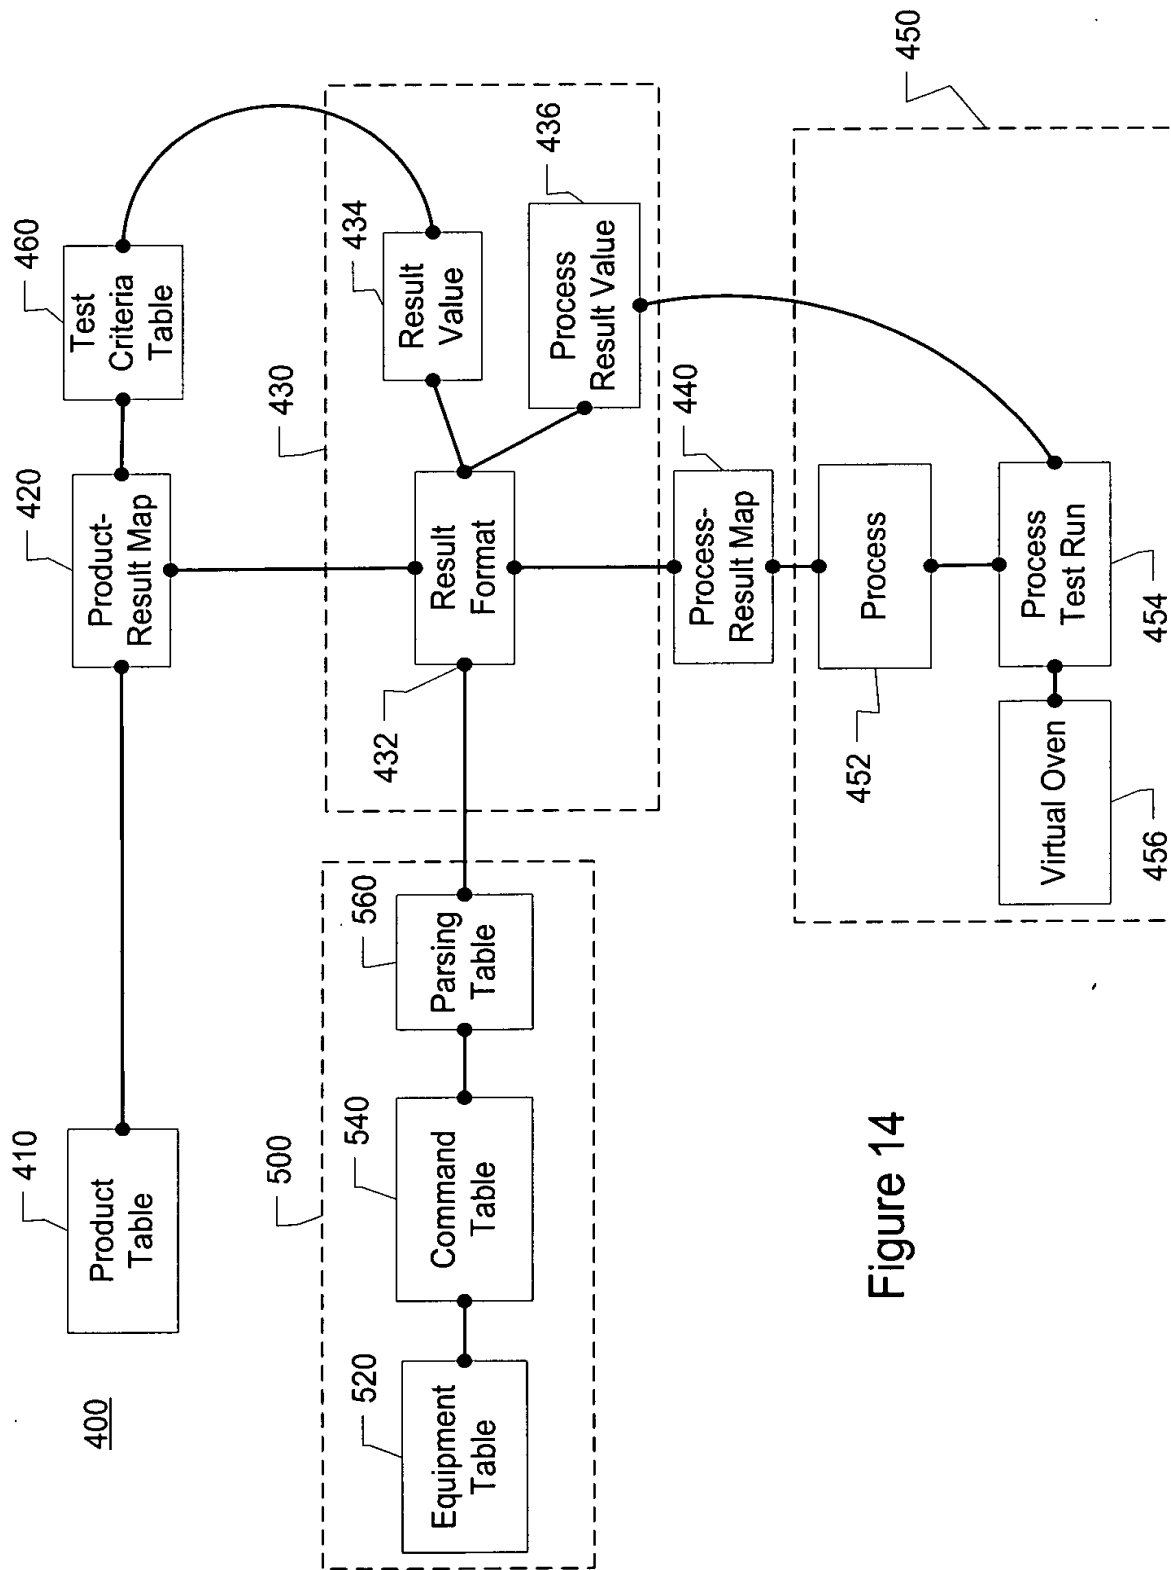 400
410
Product
Table
420
Product-
Result Map
460
Test
Criteria
Table
500
520
Equipment
Table
540
Command
Table
560
Parsing
Table
430
432
Result
Format
434
Result
Value
436
Process
Result Value
440
Process-
Result Map
450
452
Process
Process
Test Run
454
Virtual Oven
456
Figure 14